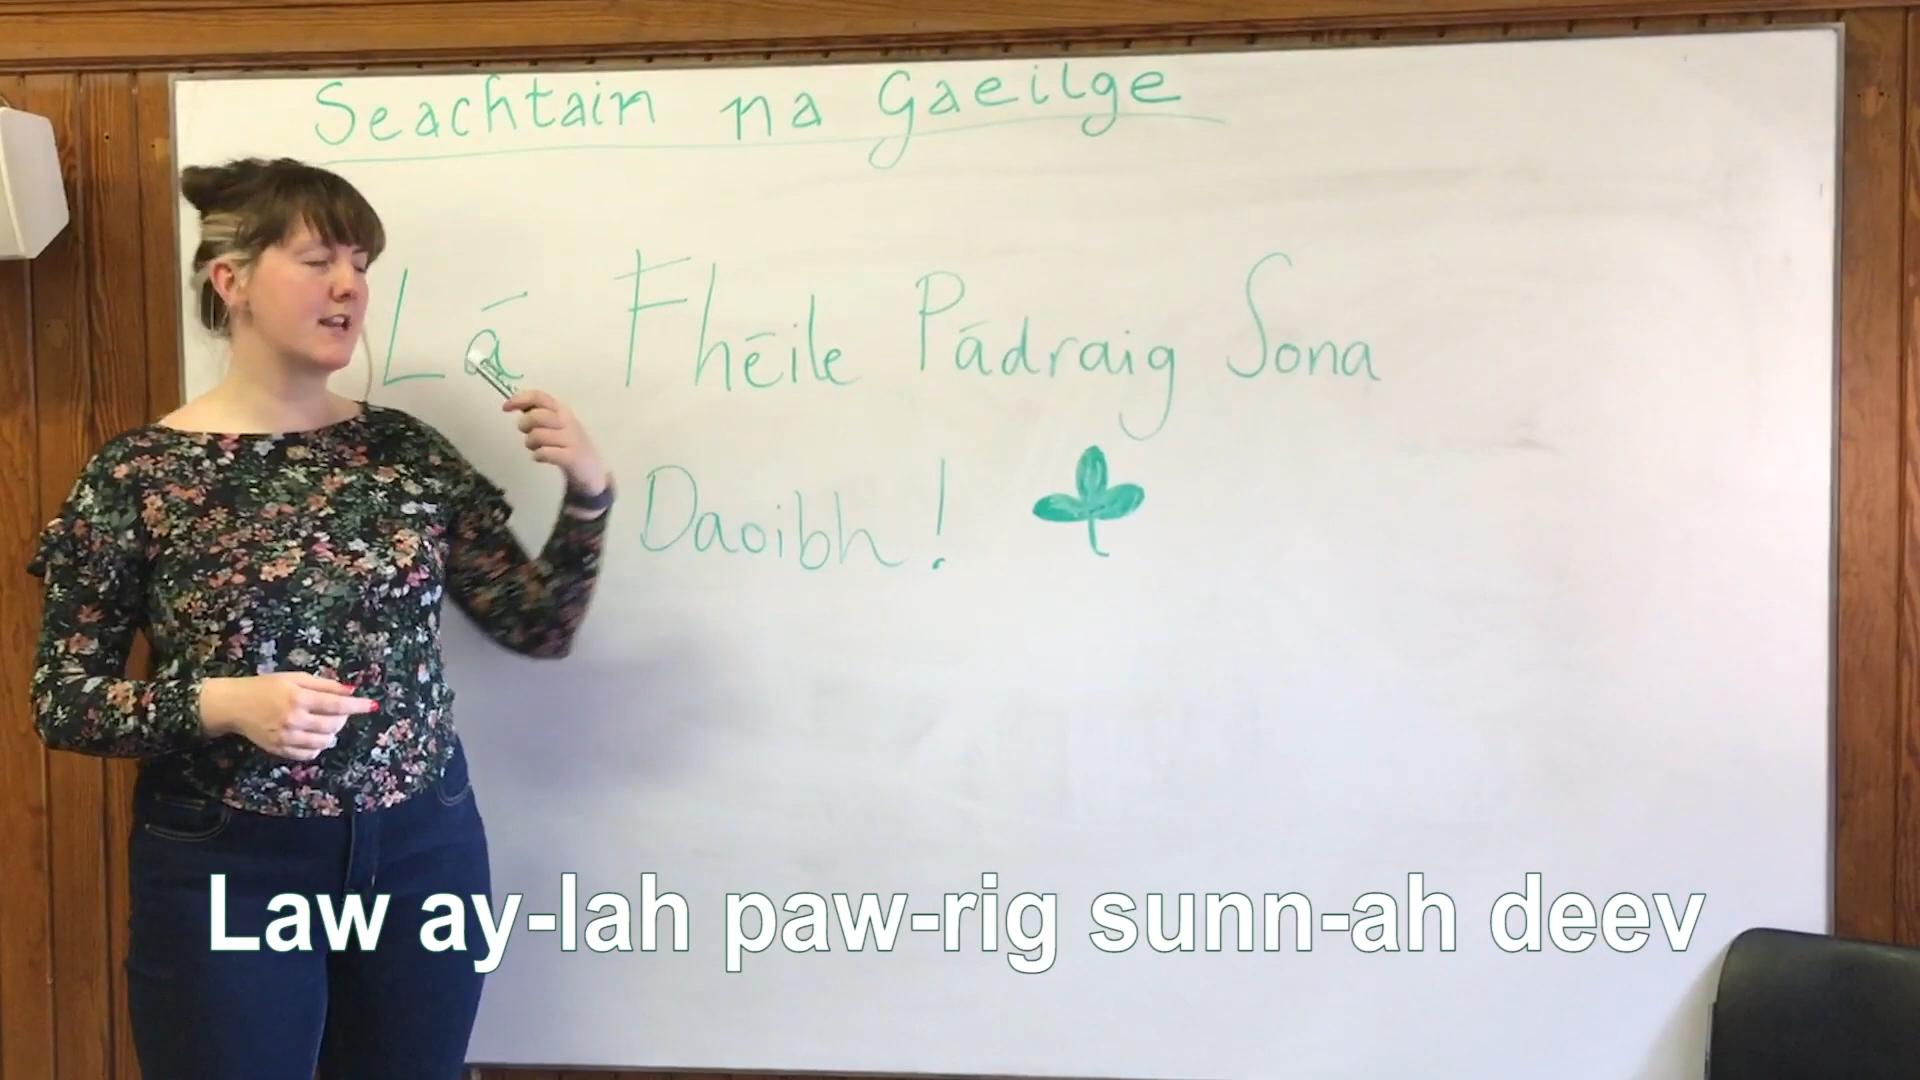 Seachtain na Gaeilge
Lá Fhéile Pádraig Sona
Daoibh!
Law ay-lah paw-rig sunn-ah deev